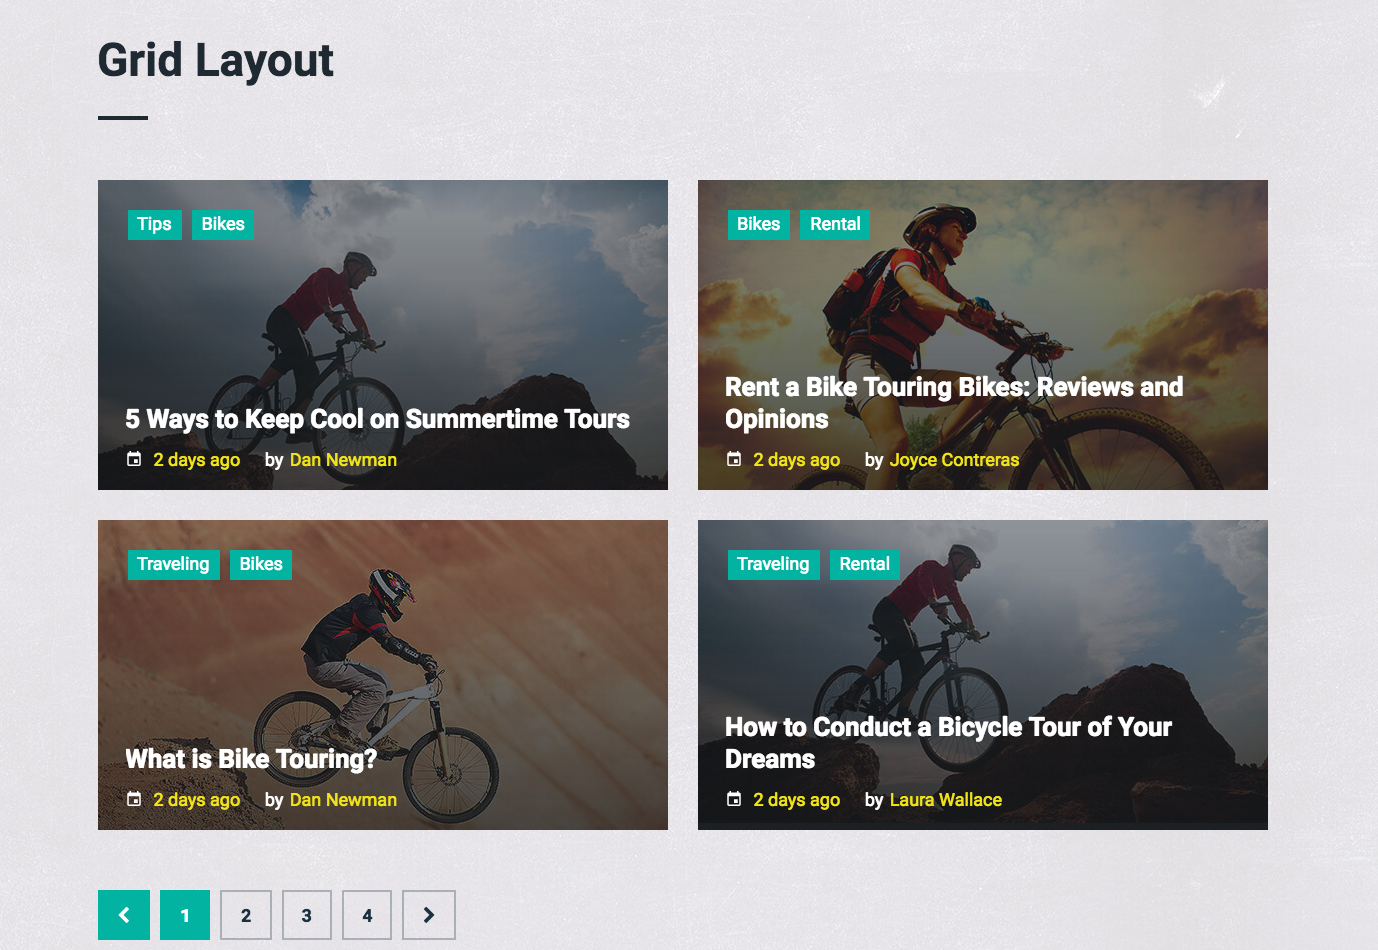 Grid Layout
Tips Bikes
5 Ways to Keep Cool on Summertime Tours
2 days ago by Dan Newman
Bikes Rental
Rent a Bike Touring Bikes: Reviews and
Opinions
2 days ago by Joyce Contreras
Traveling Bikes
What is Bike Touring?
2 days ago by Dan Newman
Traveling Rental
How to Conduct a Bicycle Tour of Your
Dreams
2 days ago by Laura Wallace
1 2 3 4